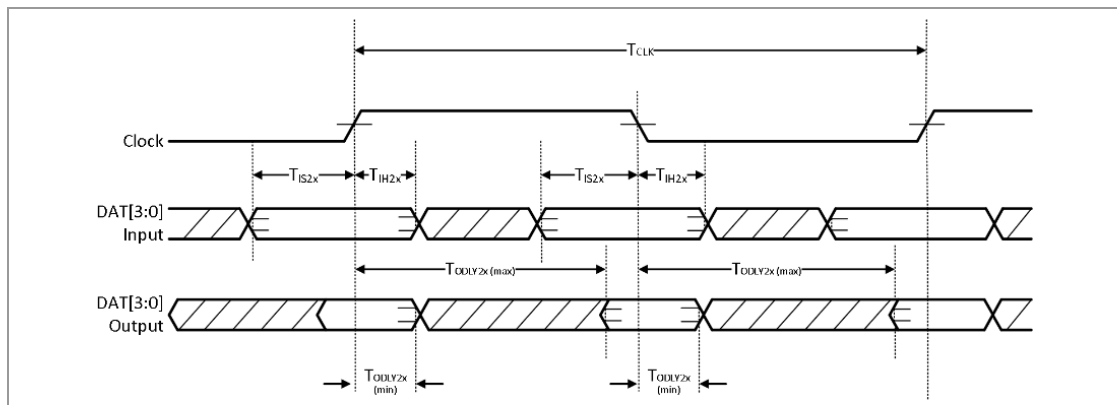 TCLK
Clock
TIS2x TIH2x TIS2x TIH2x
DAT[3:0]
Input
TODLY2x (max) TODLY2x (max)
DAT[3:0]
Output
TODLY2x TODLY2x
(min) (min)